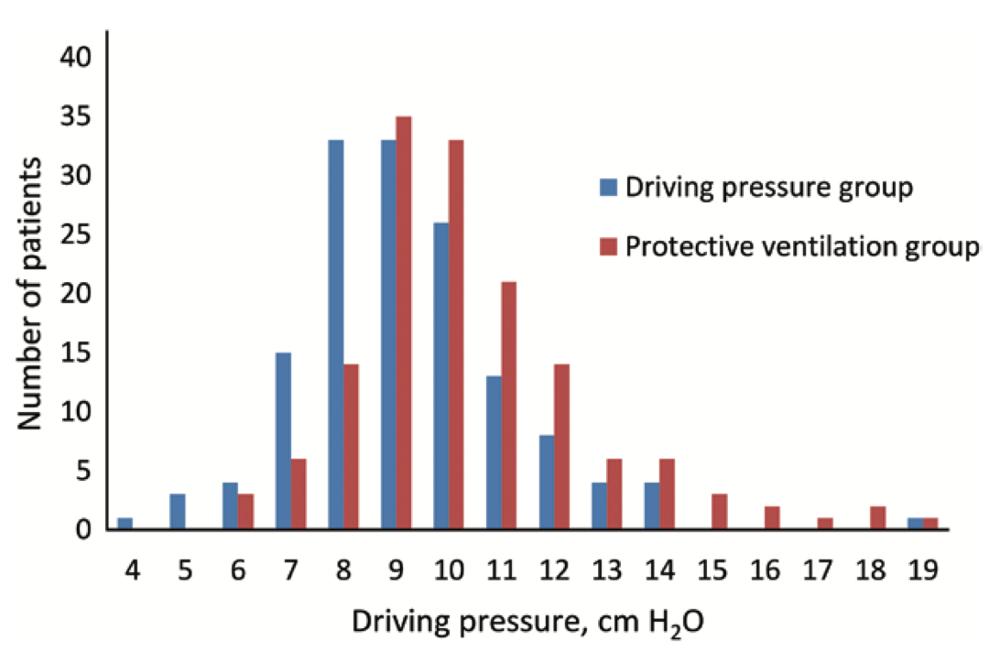 40
35
30
25
20
15
10
5
0
Number of patients
Driving pressure group
Protective ventilation group
4 5 6 7 8 9 10 11 12 13 14 15 16 17 18 19
Driving pressure, cm H₂O